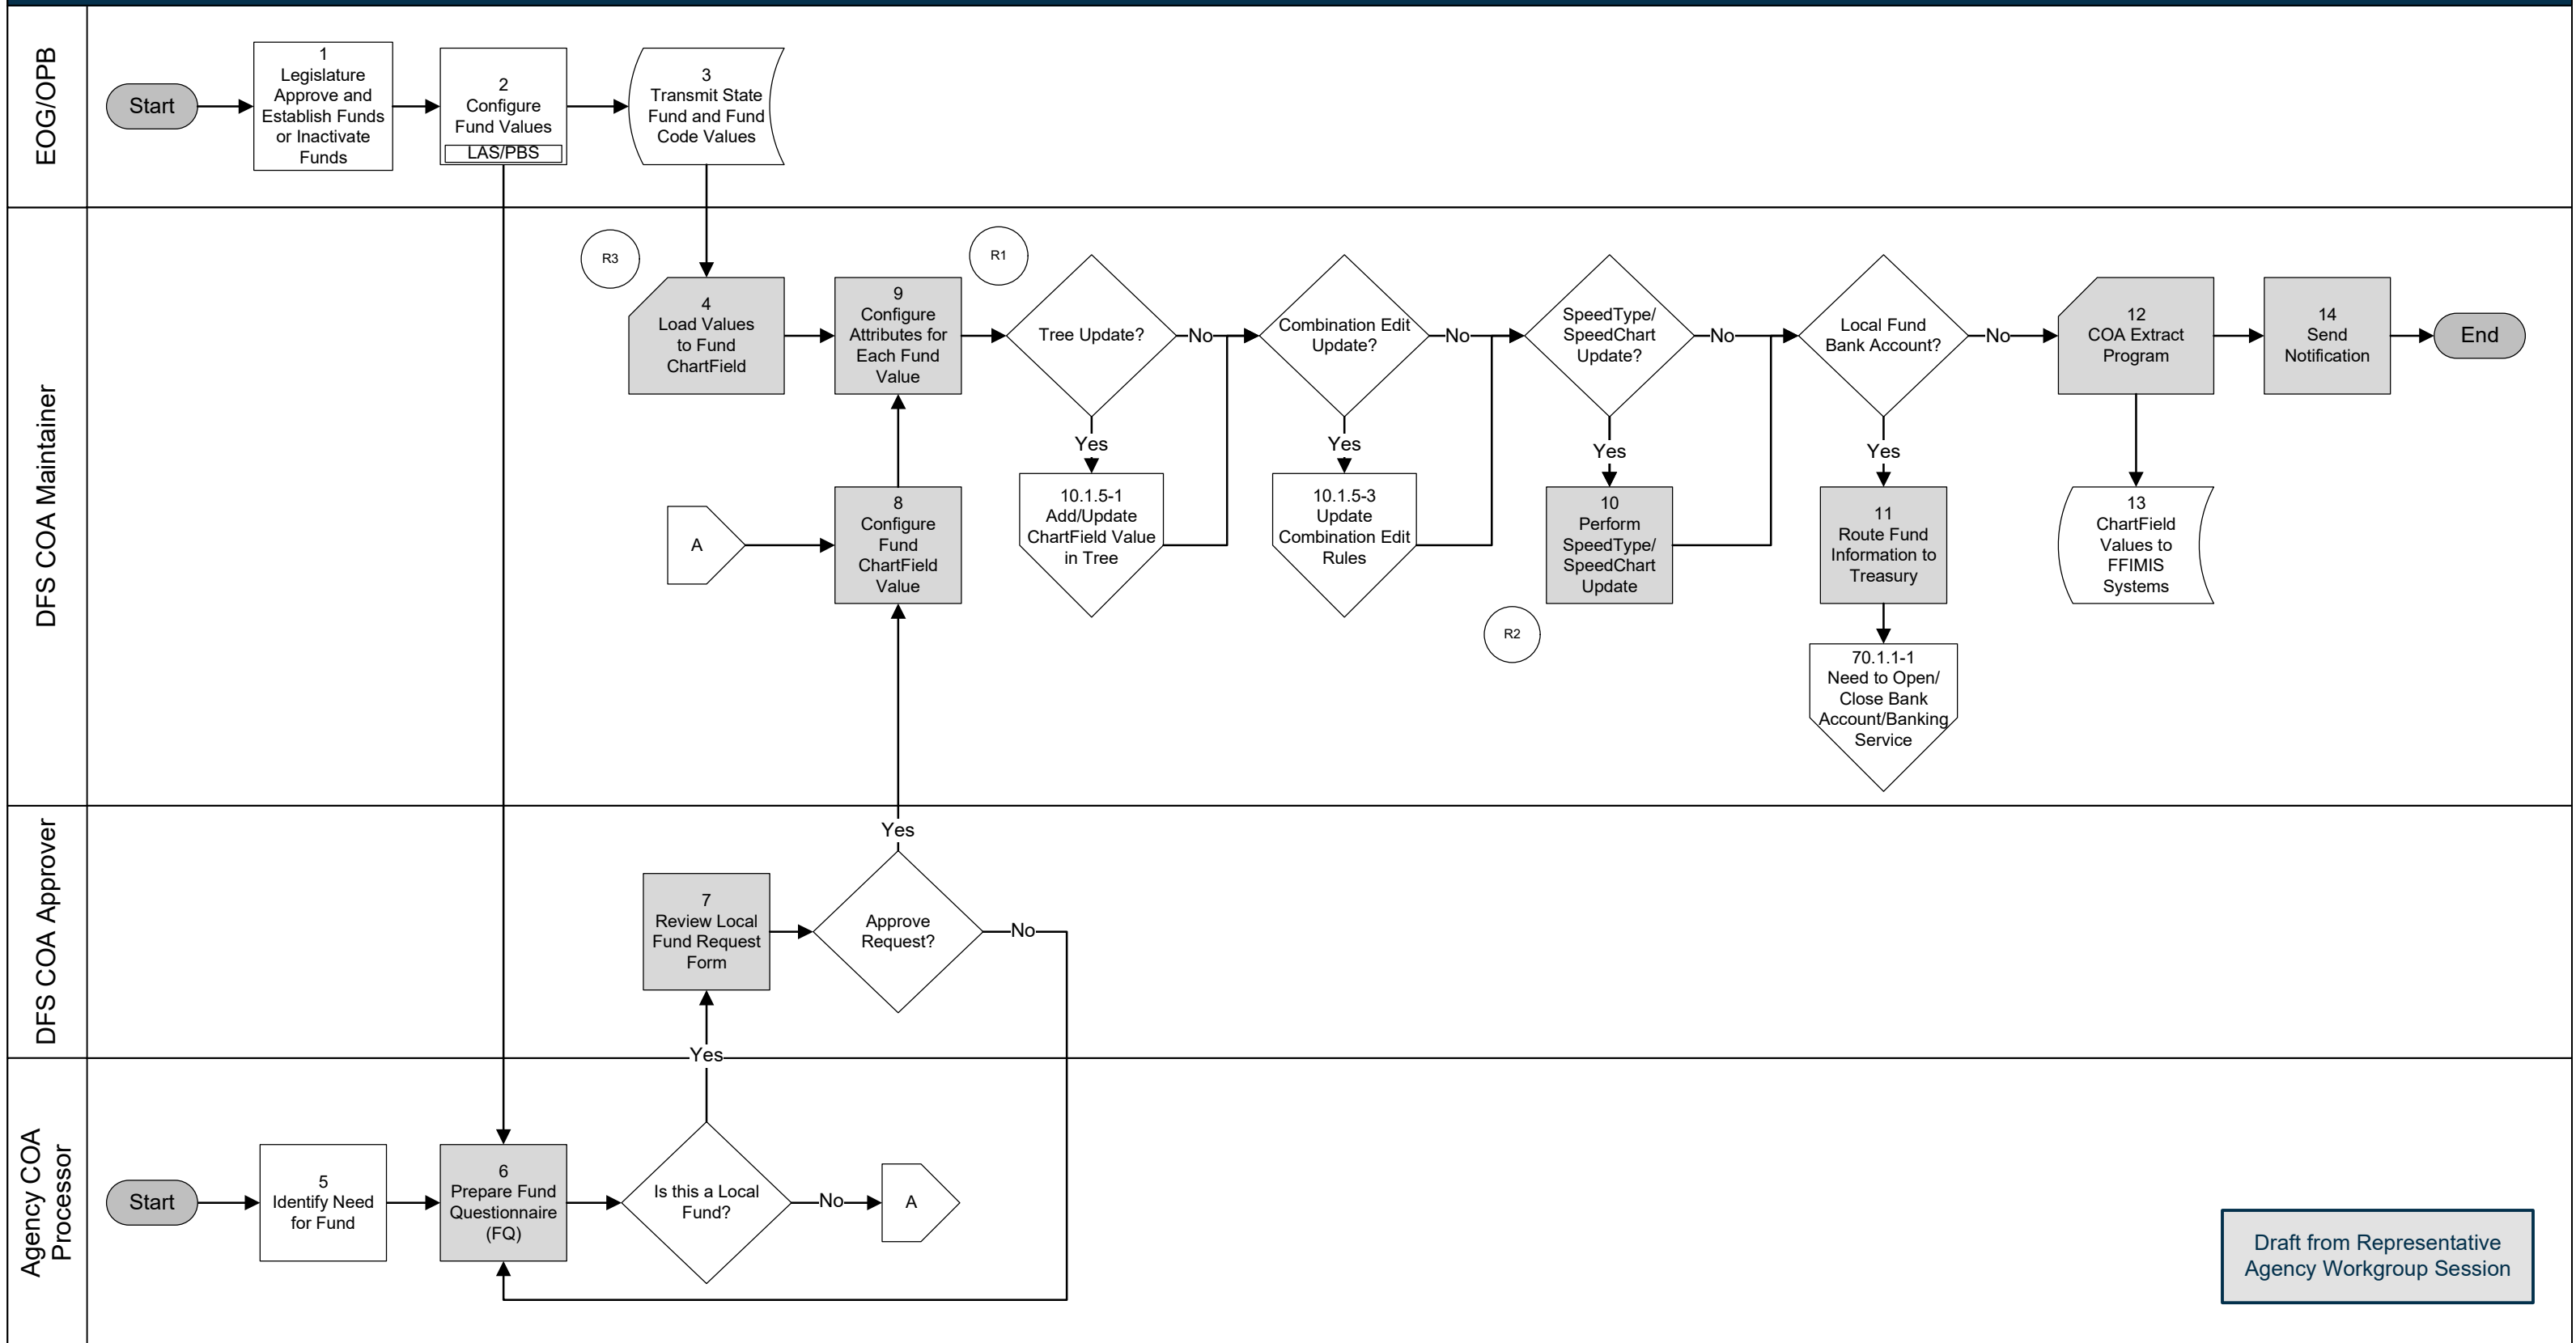 EOG/OPB
Start
1
Legislature
Approve and
Establish Funds
or Inactivate
Funds
2
Configure
Fund Values
LAS/PBS
3
Transmit State
Fund and Fund
Code Values
DFS COA Maintainer
R3
4
Load Values
to Fund
ChartField
9
Configure
Attributes for
Each Fund
Value
R1
Tree Update?
No
Yes
10.1.5-1
Add/Update
ChartField Value
in Tree
Combination Edit
Update?
No
Yes
10.1.5-3
Update
Combination Edit
Rules
SpeedType/
SpeedChart
Update?
No
Yes
10
Perform
SpeedType/
SpeedChart
Update
R2
Local Fund
Bank Account?
No
Yes
11
Route Fund
Information to
Treasury
70.1.1-1
Need to Open/
Close Bank
Account/Banking
Service
12
COA Extract
Program
13
ChartField
Values to
FFIMIS
Systems
14
Send
Notification
End
A
8
Configure
Fund
ChartField
Value
DFS COA Approver
7
Review Local
Fund Request
Form
Approve
Request?
Yes
No
Yes
Agency COA
Processor
Start
5
Identify Need
for Fund
6
Prepare Fund
Questionnaire
(FQ)
Is this a Local
Fund?
No
A
Draft from Representative
Agency Workgroup Session